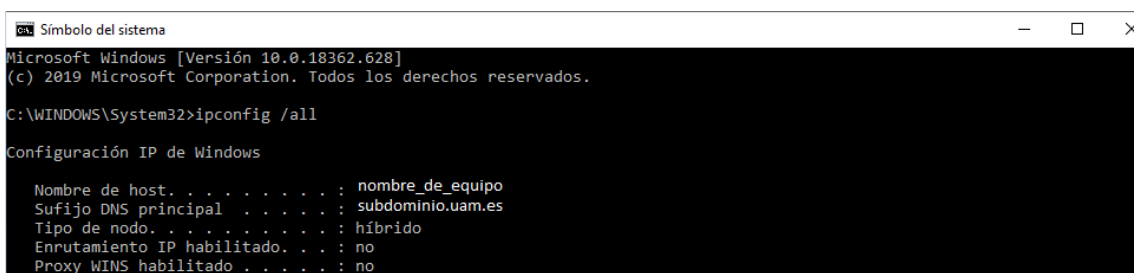 Símbolo del sistema
Microsoft Windows [Versión 10.0.18362.628]
(c) 2019 Microsoft Corporation. Todos los derechos reservados.
C:\WINDOWS\System32>ipconfig /all
Configuración IP de Windows
Nombre de host. . . . . . . . . : nombre_de_equipo
Sufijo DNS principal  . . . . . : subdominio.uam.es
Tipo de nodo. . . . . . . . . . : híbrido
Enrutamiento IP habilitado. . . : no
Proxy WINS habilitado . . . . . : no